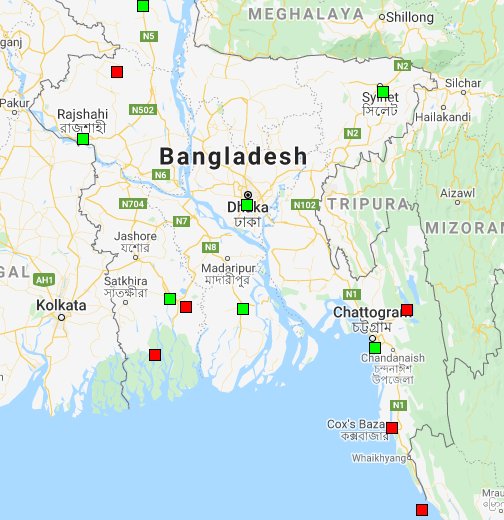 MEGHALAYA
Shillong
N5
N2
ganj
Pakur
Silchar
Sylhet
সিলেট
Hailakandi
Rajshahi
রাজশাহী
N502
N2
Bangladesh
N6
Aizawl
N704
Dhaka
ঢাকা
N102
TRIPURA
N7
MIZORAM
Jashore
যশোর
N8
Madaripur
মাদারীপুর
GAL
AH1
Satkhira
সাতক্ষীরা
N1
Kolkata
Chattogram
চট্টগ্রাম
Chandanaish
চন্দনাইশ
উপজেলা
N1
Cox's Bazar
কক্সবাজার
Whaikhyang
Mrau